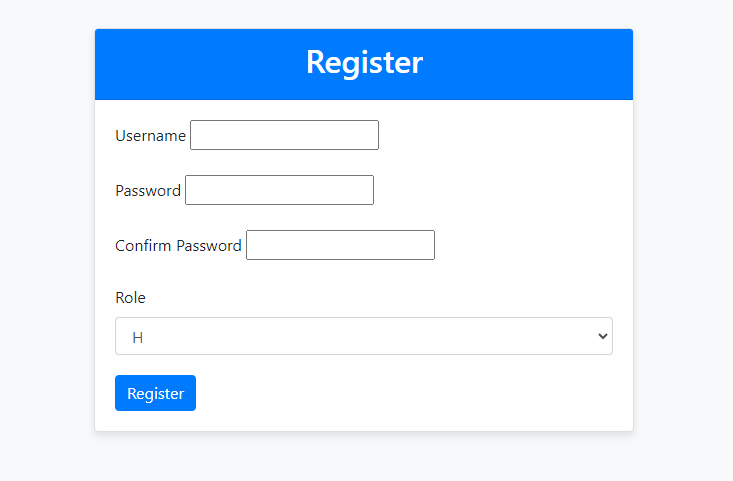 Register
Username
Password
Confirm Password
Role
H
Register